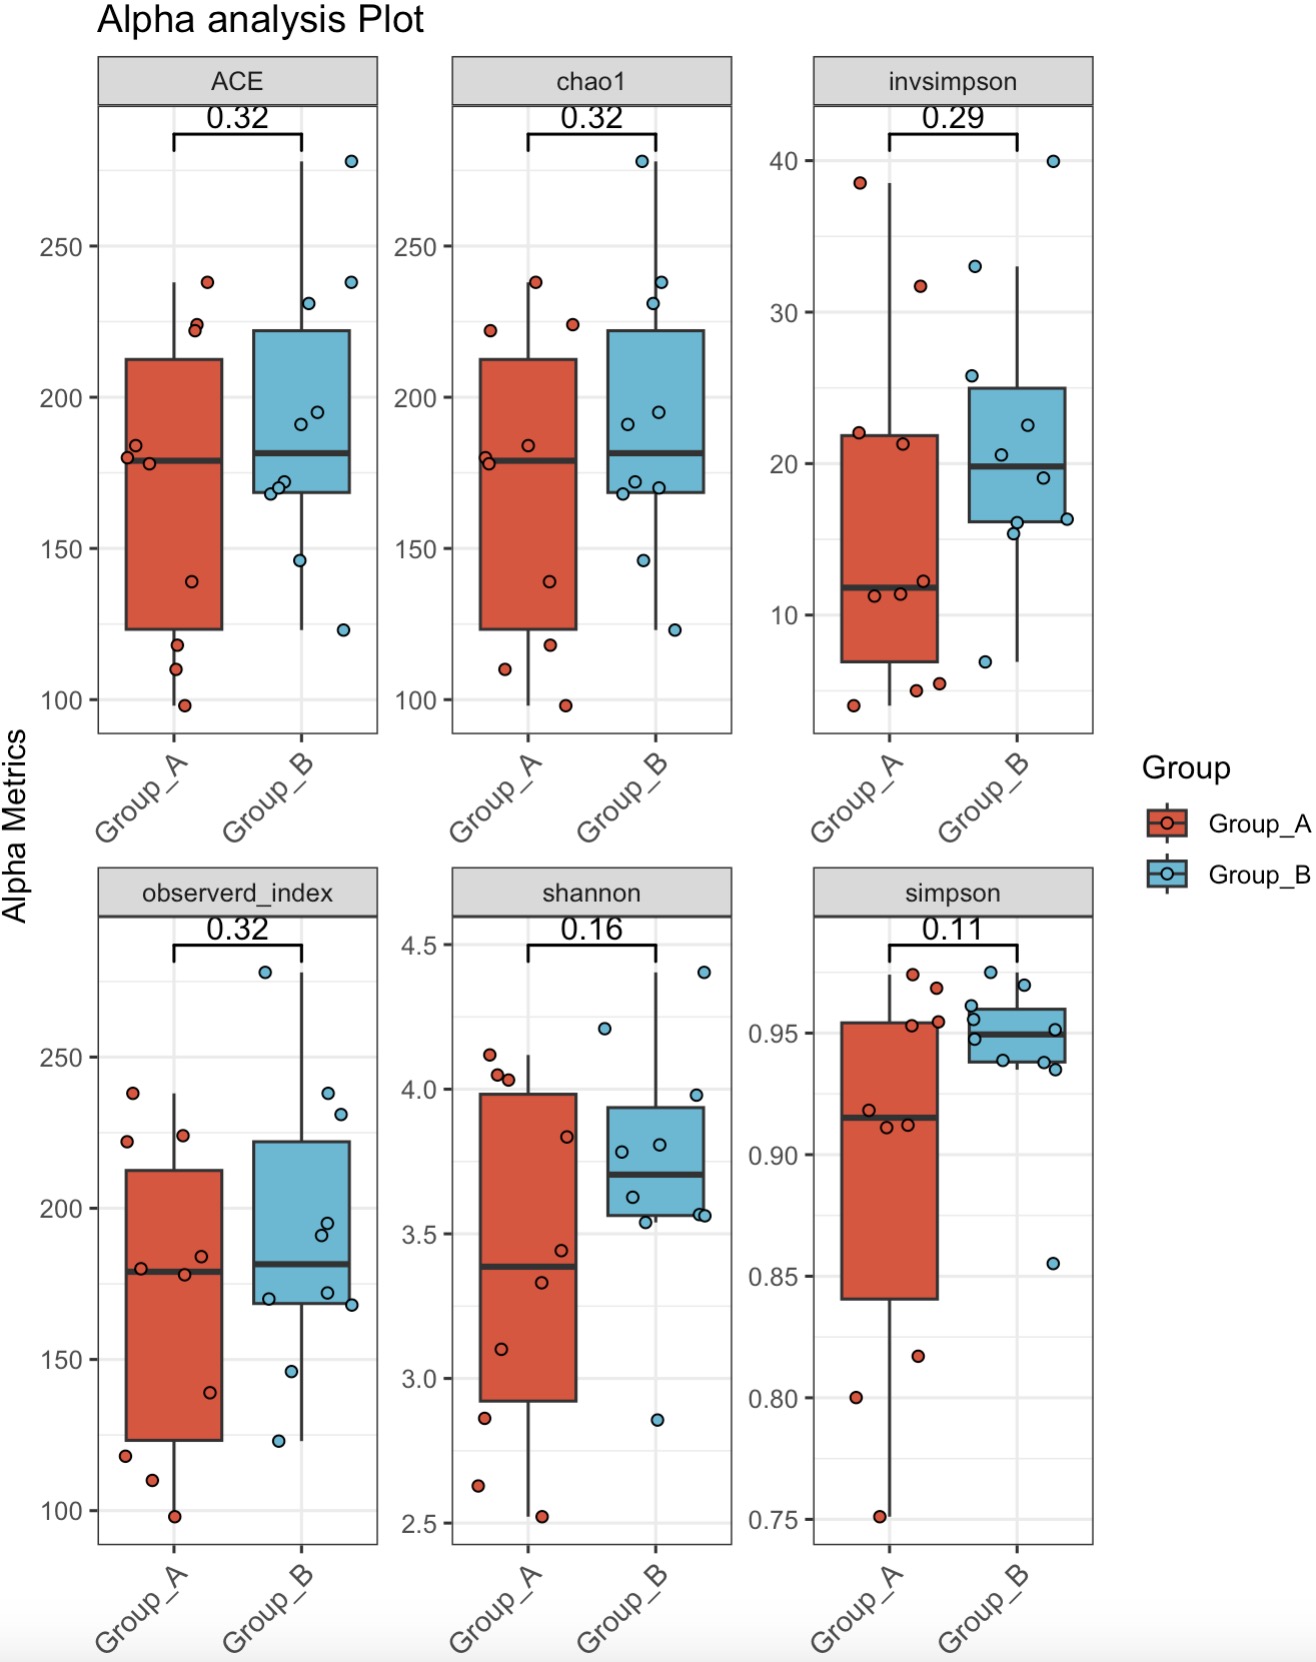 Alpha analysis Plot
ACE
chao1
invsimpson
0.32
0.32
0.29
250
200
150
100
250
200
150
100
40
30
20
10
Group_A
Group_B
Group_A
Group_B
Group_A
Group_B
Alpha Metrics
Group
Group_A
Group_B
observerd_index
shannon
simpson
0.32
0.16
0.11
250
200
150
100
4.5
4.0
3.5
3.0
2.5
0.95
0.90
0.85
0.80
0.75
Group_A
Group_B
Group_A
Group_B
Group_A
Group_B